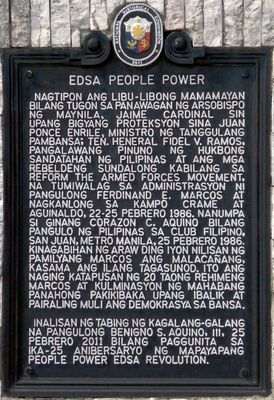 EDSA PEOPLE POWER
NAGTIPON ANG LIBU-LIBONG MAMAMAYAN
BILANG TUGON SA PANAWAGAN NG ARSOBISPO
NG MAYNILA, JAIME CARDINAL SIN
UPANG BIGYANG PROTEKSYON SINA JUAN
PONCE ENRILE, MINISTRO NG TANGGULANG
PAMBANSA; TEN. HENERAL FIDEL V. RAMOS,
PANGALAWANG PINUNO NG HUKBONG
SANDATAHAN NG PILIPINAS AT ANG MGA
REBELDENG SUNDALONG KABILANG SA
REFORM THE ARMED FORCES MOVEMENT,
NA TUMIWALAG SA ADMINISTRASYON NI
PANGULONG FERDINAND E. MARCOS AT
NAGKANLONG SA KAMPO CRAME AT
AGUINALDO, 22-25 PEBRERO 1986. NANUMPA
SI GINANG CORAZON C. AQUINO BILANG
PANGULO NG PILIPINAS SA CLUB FILIPINO,
SAN JUAN, METRO MANILA, 25 PEBRERO 1986.
KINAGABIHAN NG ARAW DING IYON NILISAN NG
PAMILYANG MARCOS ANG MALACAÑANG,
KASAMA ANG ILANG TAGASUNOD. ITO ANG
NAGING KATAPUSAN NG 20 TAONG REHIMENG
MARCOS AT KULMINASYON NG MAHABANG
PANAHONG PAKIKIBAKA UPANG IBALIK AT
PAIRALING MULI ANG DEMOKRASYA SA BANSA.
INALISAN NG TABING NG KAGALANG-GALANG
NA PANGULONG BENIGNO S. AQUINO, III, 25
PEBRERO 2011 BILANG PAGGUNITA SA
IKA-25 ANIBERSARYO NG MAPAYAPANG
PEOPLE POWER EDSA REVOLUTION.